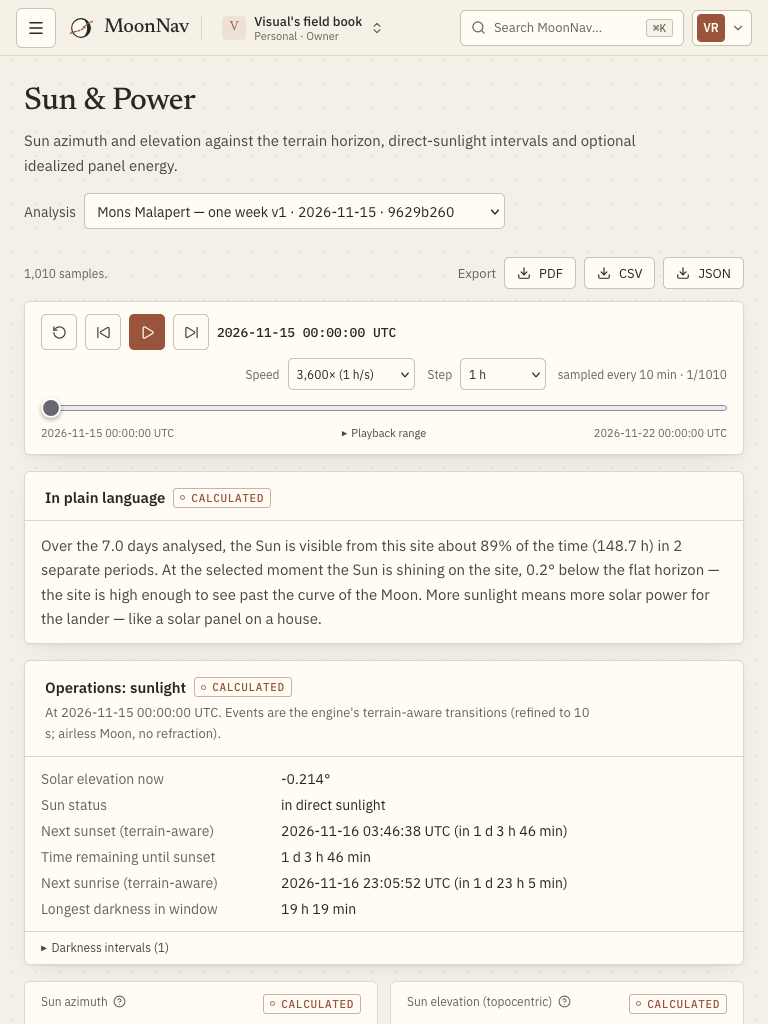 MoonNav
V
Visual's field book
Personal · Owner
Search MoonNav...
⌘K
VR
Sun & Power
Sun azimuth and elevation against the terrain horizon, direct-sunlight intervals and optional
idealized panel energy.
Analysis
Mons Malapert — one week v1 · 2026-11-15 · 9629b260
1,010 samples.
Export
PDF
CSV
JSON
2026-11-15 00:00:00 UTC
Speed
3,600× (1 h/s)
Step
1 h
sampled every 10 min · 1/1010
2026-11-15 00:00:00 UTC
▸ Playback range
2026-11-22 00:00:00 UTC
In plain language
CALCULATED
Over the 7.0 days analysed, the Sun is visible from this site about 89% of the time (148.7 h) in 2
separate periods. At the selected moment the Sun is shining on the site, 0.2° below the flat horizon —
the site is high enough to see past the curve of the Moon. More sunlight means more solar power for
the lander — like a solar panel on a house.
Operations: sunlight
CALCULATED
At 2026-11-15 00:00:00 UTC. Events are the engine's terrain-aware transitions (refined to 10
s; airless Moon, no refraction).
Solar elevation now
-0.214°
Sun status
in direct sunlight
Next sunset (terrain-aware)
2026-11-16 03:46:38 UTC (in 1 d 3 h 46 min)
Time remaining until sunset
1 d 3 h 46 min
Next sunrise (terrain-aware)
2026-11-16 23:05:52 UTC (in 1 d 23 h 5 min)
Longest darkness in window
19 h 19 min
▸ Darkness intervals (1)
Sun azimuth
CALCULATED
Sun elevation (topocentric)
CALCULATED